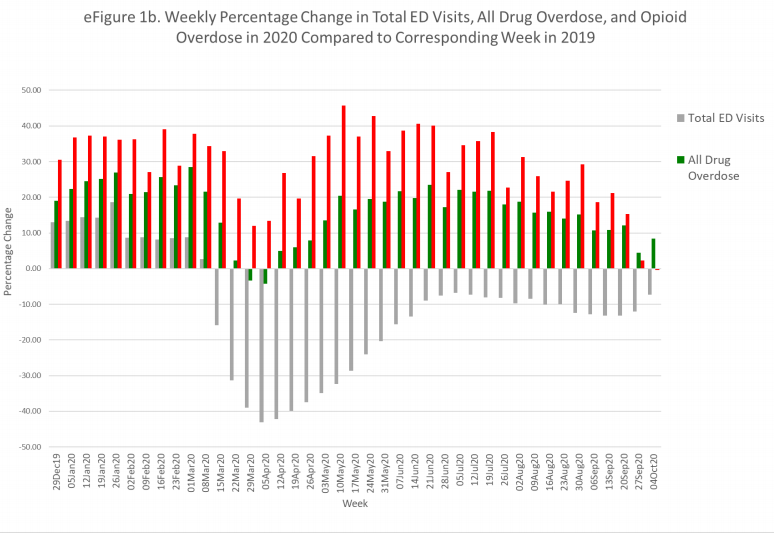 eFigure 1b. Weekly Percentage Change in Total ED Visits, All Drug Overdose, and Opioid
Overdose in 2020 Compared to Corresponding Week in 2019
50.00
40.00
30.00
20.00
10.00
0.00
-10.00
-20.00
-30.00
-40.00
-50.00
Percentage Change
29Dec19
05Jan20
12Jan20
19Jan20
26Jan20
02Feb20
09Feb20
16Feb20
23Feb20
01Mar20
08Mar20
15Mar20
22Mar20
29Mar20
05Apr20
12Apr20
19Apr20
26Apr20
03May20
10May20
17May20
24May20
31May20
07Jun20
14Jun20
21Jun20
28Jun20
05Jul20
12Jul20
19Jul20
26Jul20
02Aug20
09Aug20
16Aug20
23Aug20
30Aug20
06Sep20
13Sep20
20Sep20
27Sep20
04Oct20
Week
Total ED Visits
All Drug
Overdose